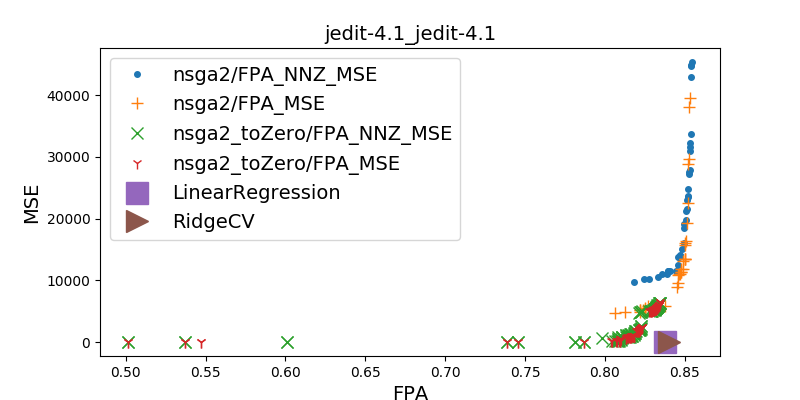 jedit-4.1_jedit-4.1
nsga2/FPA_NNZ_MSE
nsga2/FPA_MSE
nsga2_toZero/FPA_NNZ_MSE
nsga2_toZero/FPA_MSE
LinearRegression
RidgeCV
MSE
40000
30000
20000
10000
0
0.50 0.55 0.60 0.65 0.70 0.75 0.80 0.85
FPA